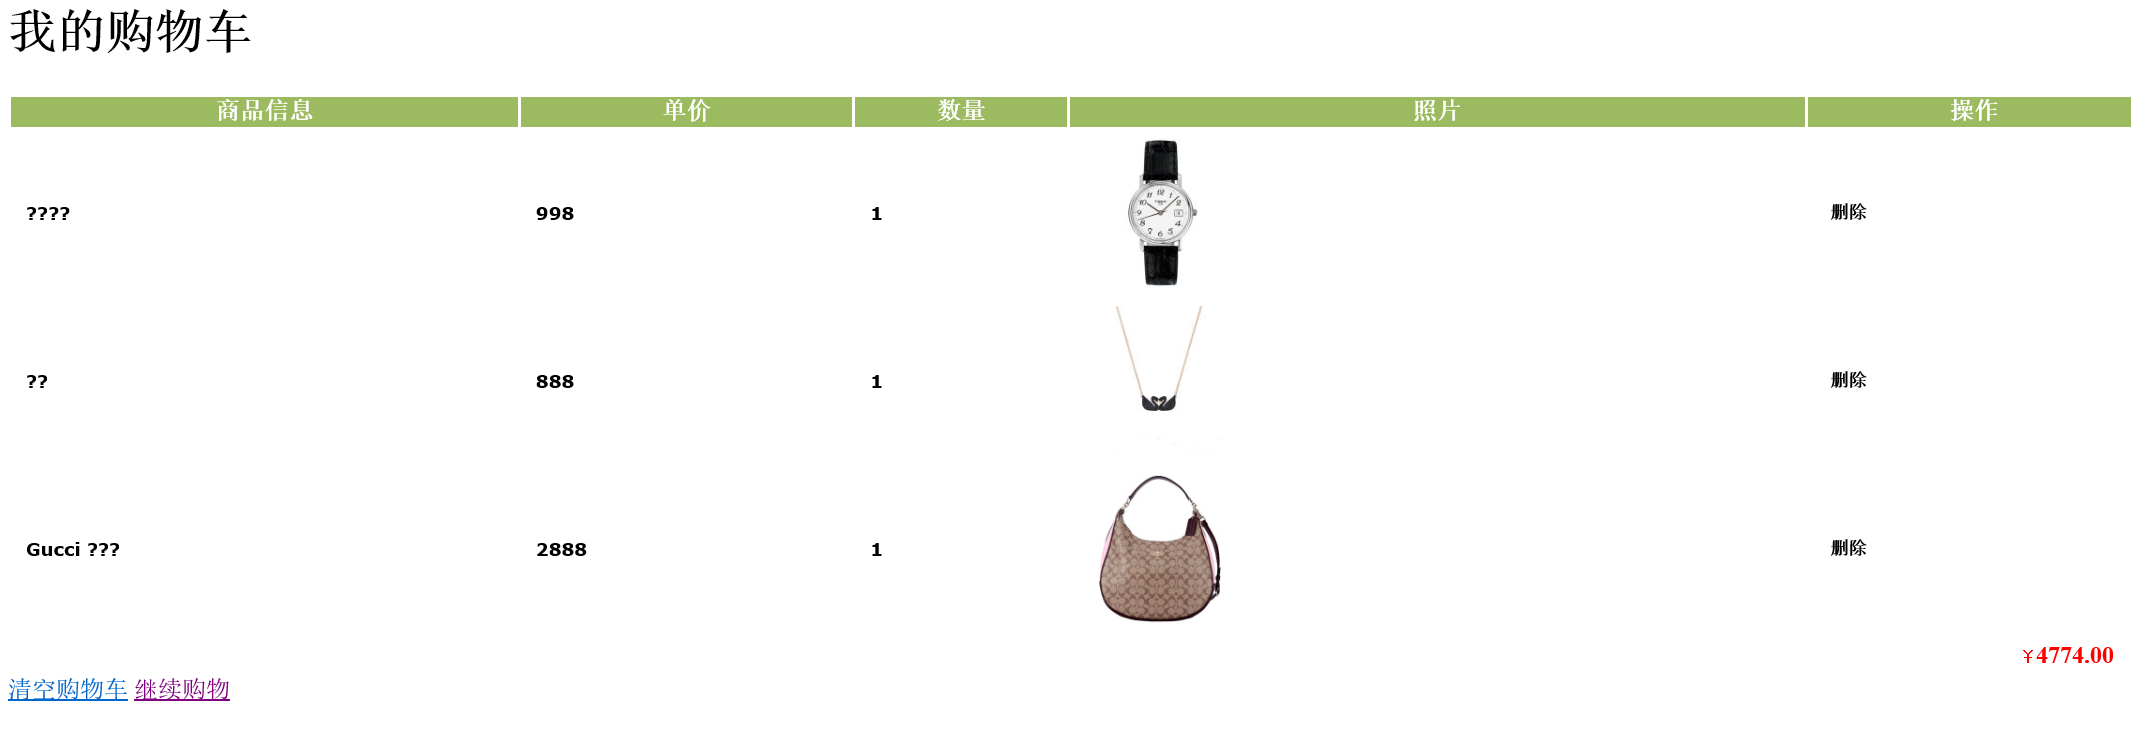 我的购物车
商品信息 单价 数量 照片 操作
???? 998 1 删除
?? 888 1 删除
Gucci ??? 2888 1 删除
¥4774.00
清空购物车 继续购物